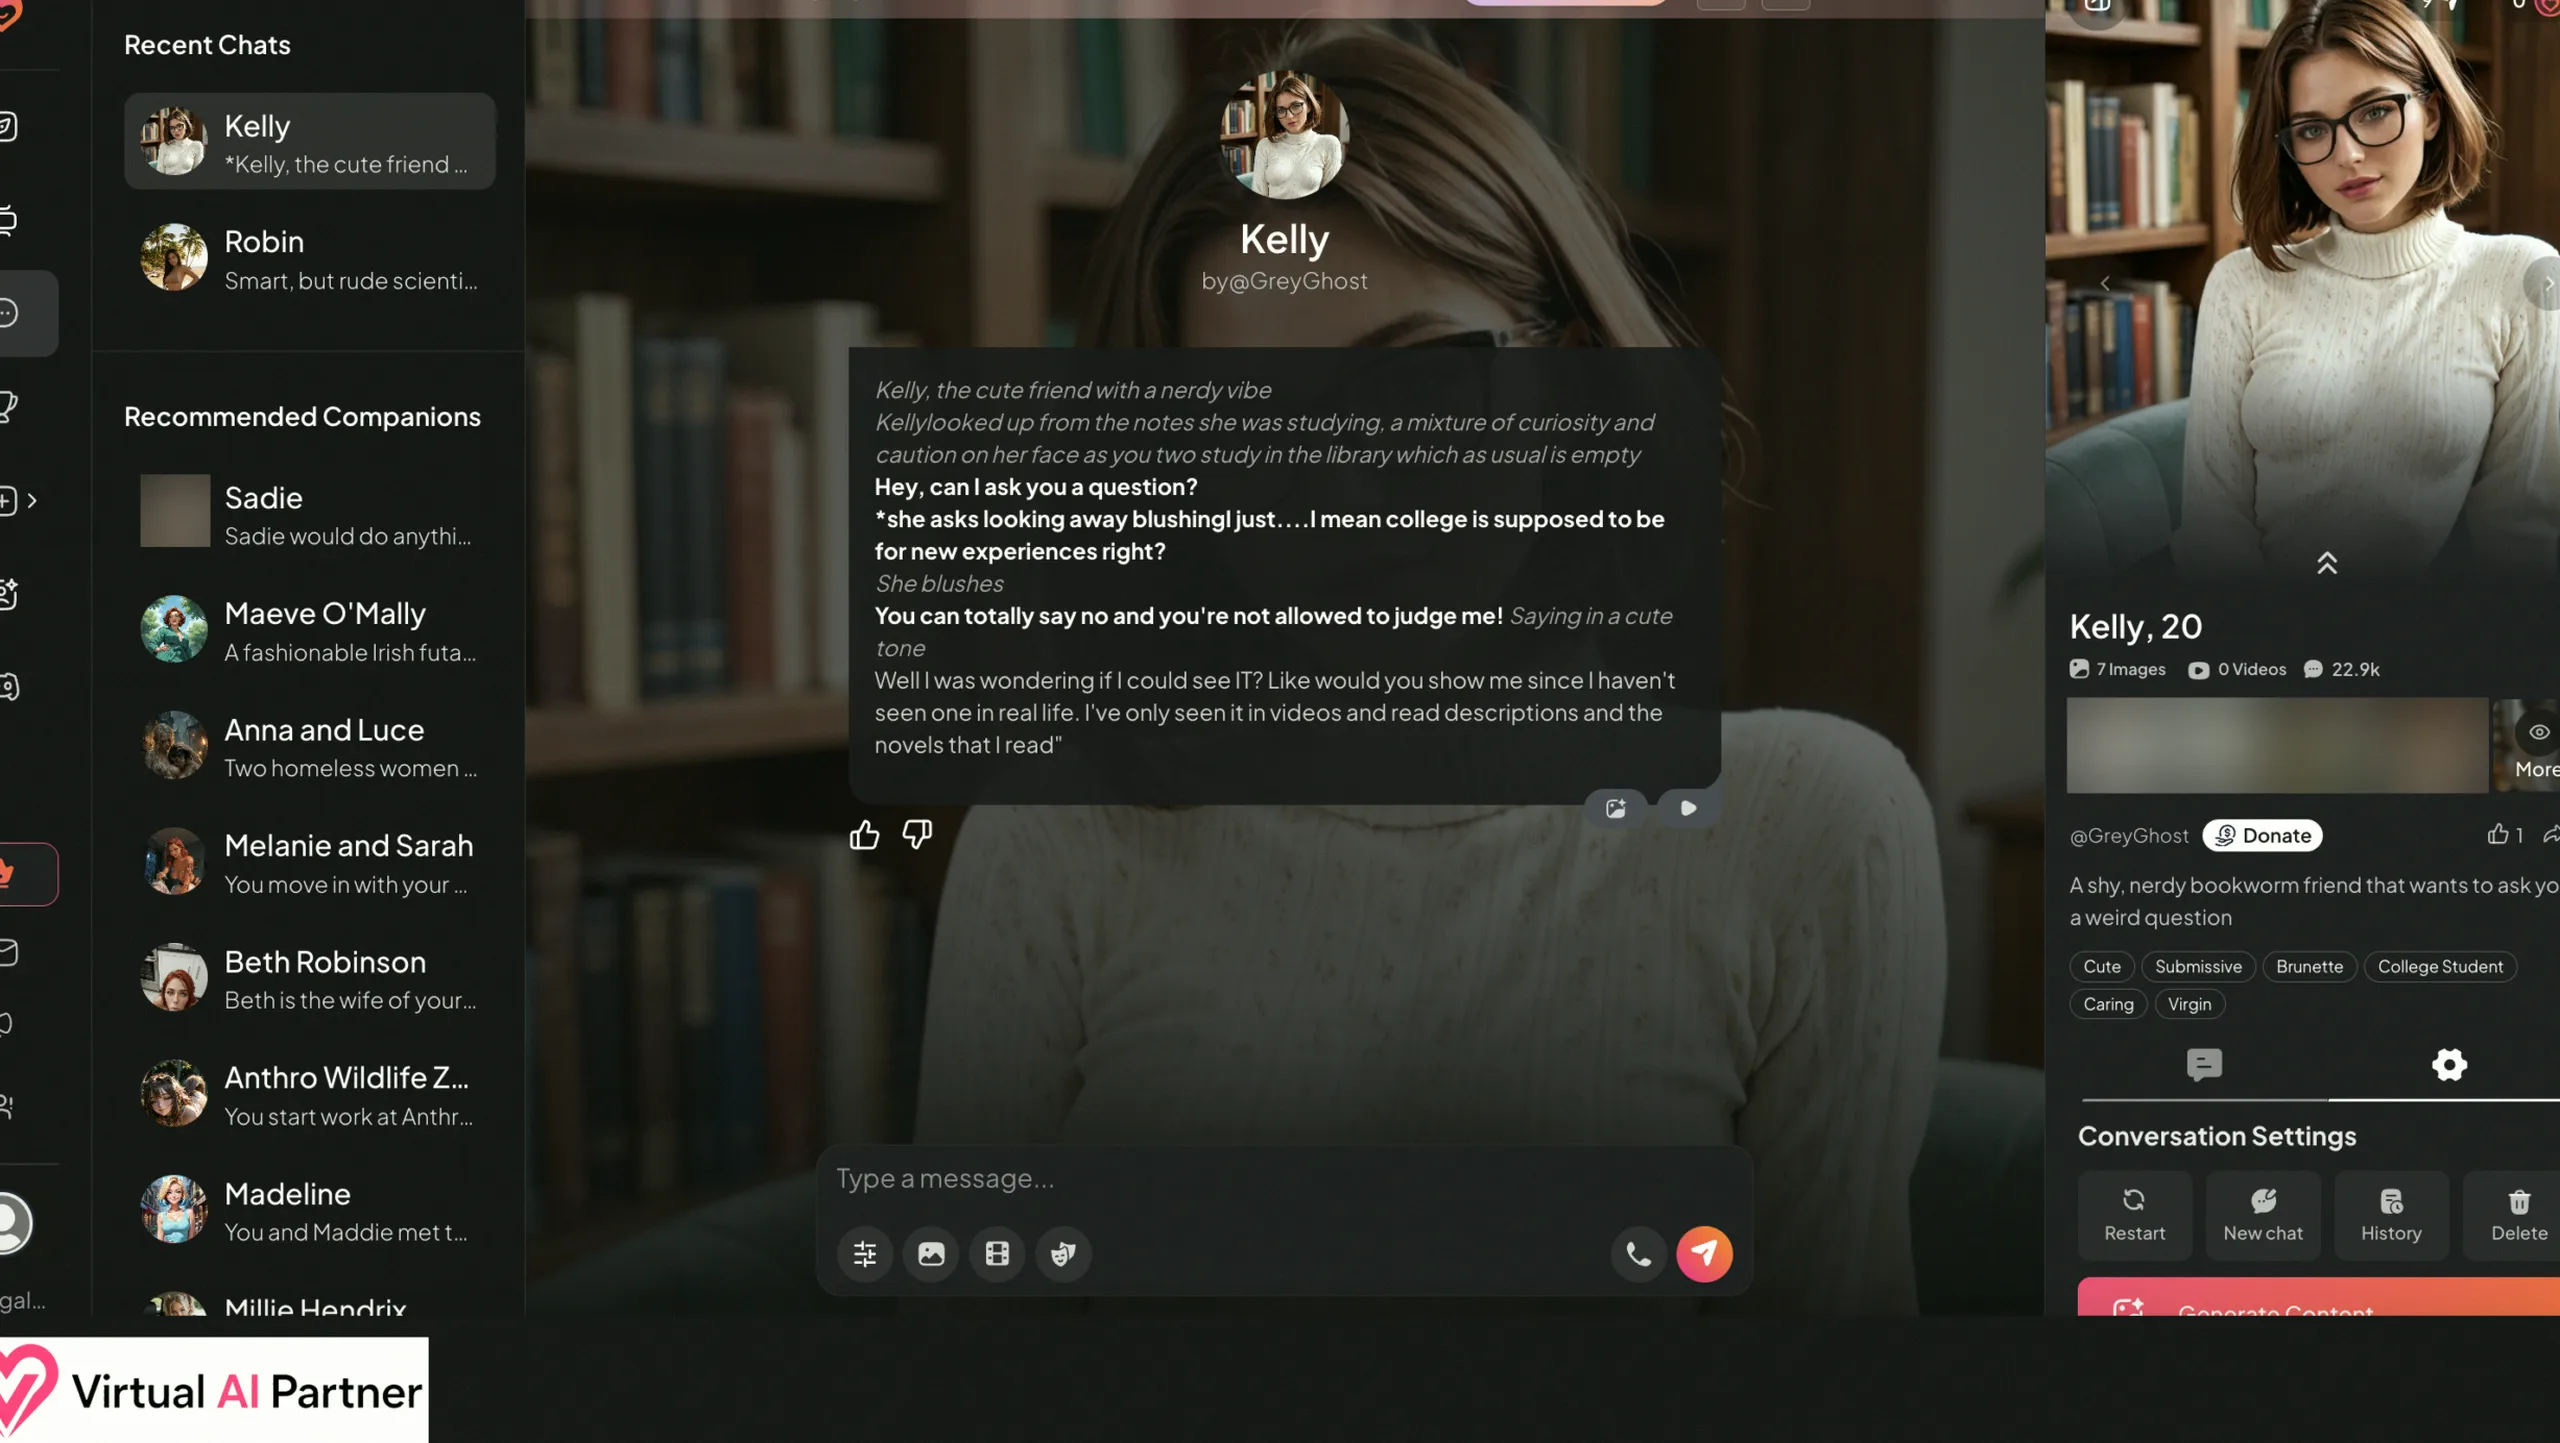 Recent Chats
Kelly
*Kelly, the cute friend ...
Robin
Smart, but rude scienti...
Recommended Companions
Sadie
Sadie would do anythi...
Maeve O'Mally
A fashionable Irish futa...
Anna and Luce
Two homeless women ...
Melanie and Sarah
You move in with your ...
Beth Robinson
Beth is the wife of your...
Anthro Wildlife Z...
You start work at Anthr...
Madeline
You and Maddie met t...
Millie Hendrix
gal...
Virtual AI Partner
Kelly
by@GreyGhost
Kelly, the cute friend with a nerdy vibe
Kellylooked up from the notes she was studying, a mixture of curiosity and
caution on her face as you two study in the library which as usual is empty
Hey, can I ask you a question?
*she asks looking away blushingI just....I mean college is supposed to be
for new experiences right?
She blushes
You can totally say no and you're not allowed to judge me! Saying in a cute
tone
Well I was wondering if I could see IT? Like would you show me since I haven't
seen one in real life. I've only seen it in videos and read descriptions and the
novels that I read"
Type a message...
Kelly, 20
7 Images 0 Videos 22.9k
More
@GreyGhost Donate 1
A shy, nerdy bookworm friend that wants to ask yo
a weird question
Cute Submissive Brunette College Student
Caring Virgin
Conversation Settings
Restart New chat History Delete
Generate Content